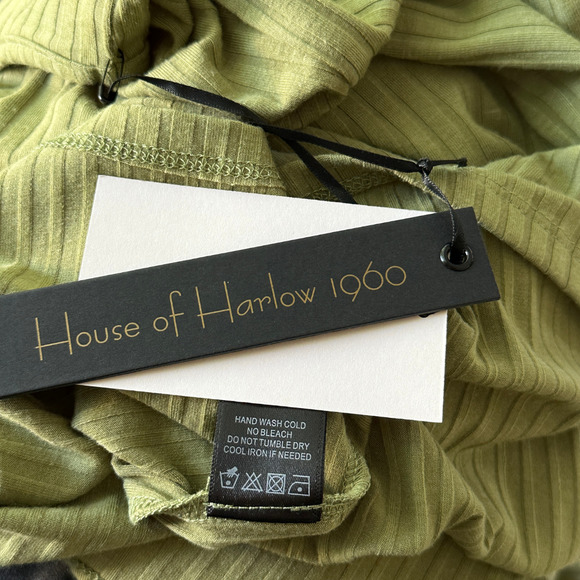 House of Harlow 1960
HAND WASH COLD
NO BLEACH
DO NOT TUMBLE DRY
COOL IRON IF NEEDED